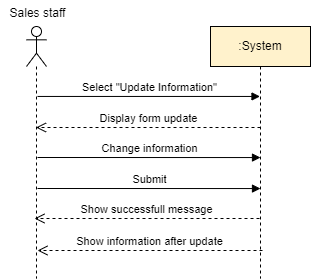 Sales staff
:System
Select "Update Information"
Display form update
Change information
Submit
Show successfull message
Show information after update